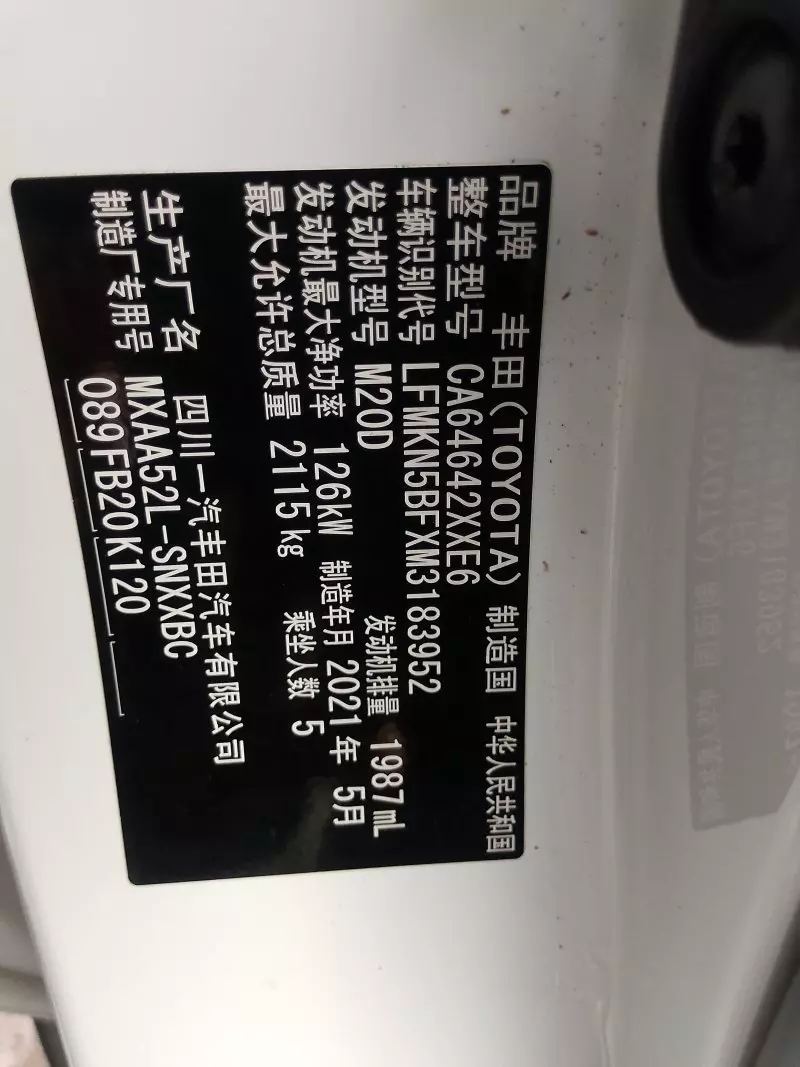 品牌 丰田(TOYOTA) 制造国 中华人民共和国
整车型号 CA64642XXE6
车辆识别代号 LFMKN5BFXM3183952
发动机型号 M20D 发动机排量 1987mL
发动机最大净功率 126kW 制造年月 2021年 5月
最大允许总质量 2115kg 乘坐人数 5
生产厂名 四川一汽丰田汽车有限公司
制造厂专用号 MXAA52L-SNXXBC
089 FB20 K120